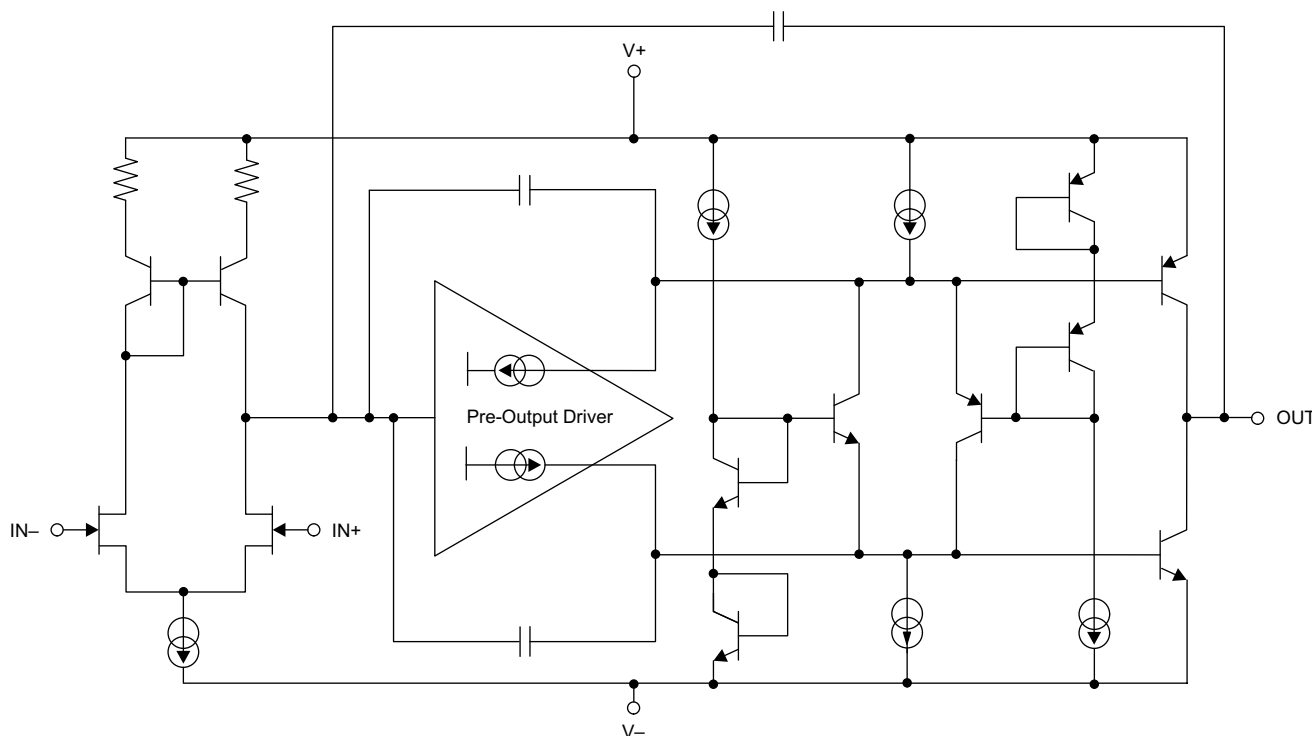 V+
Pre-Output Driver
OUT
IN–
IN+
V–